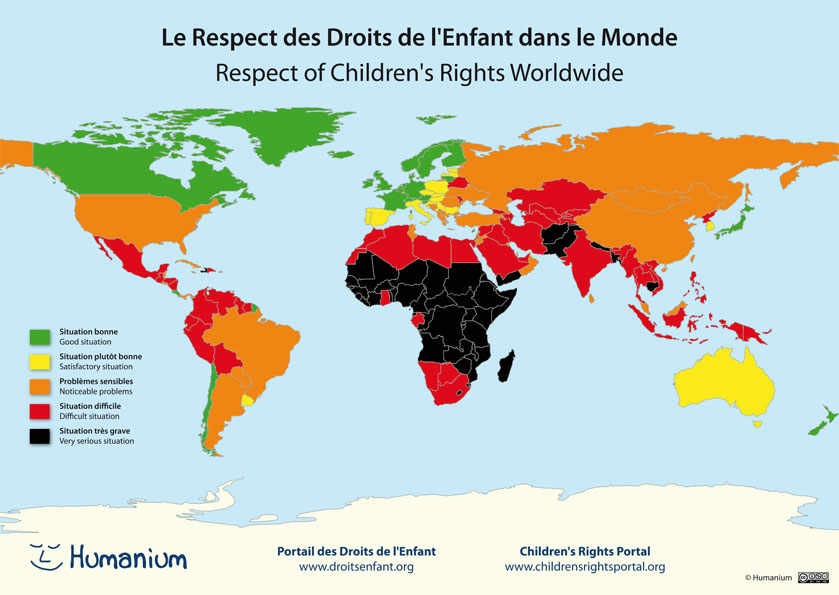 Le Respect des Droits de l'Enfant dans le Monde
Respect of Children's Rights Worldwide
Situation bonne
Good situation
Situation plutôt bonne
Satisfactory situation
Problèmes sensibles
Noticeable problems
Situation difficile
Difficult situation
Situation très grave
Very serious situation
Humanium
Portail des Droits de l'Enfant
www.droitsenfant.org
Children's Rights Portal
www.childrensrightsportal.org
© Humanium